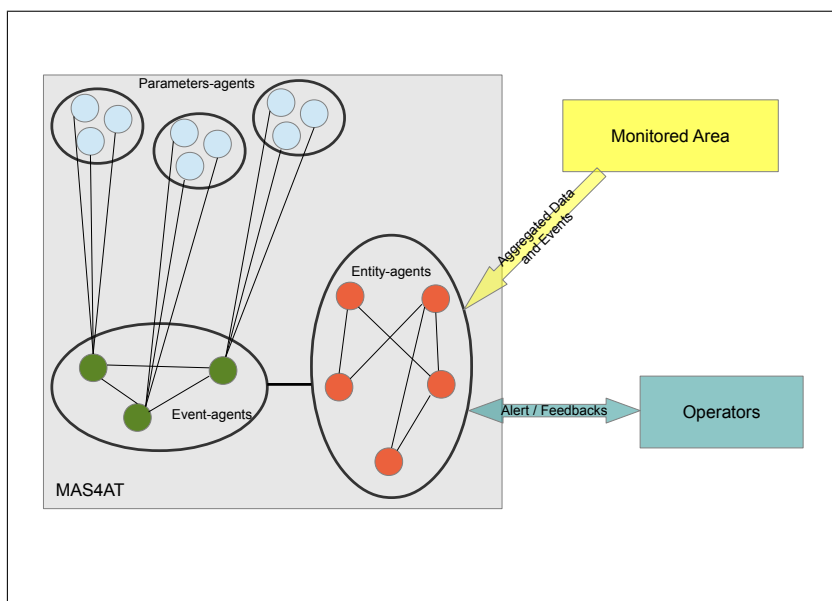 Parameters-agents
Monitored Area
Aggregated Data
and Events
Entity-agents
Event-agents
Alert / Feedbacks
Operators
MAS4AT